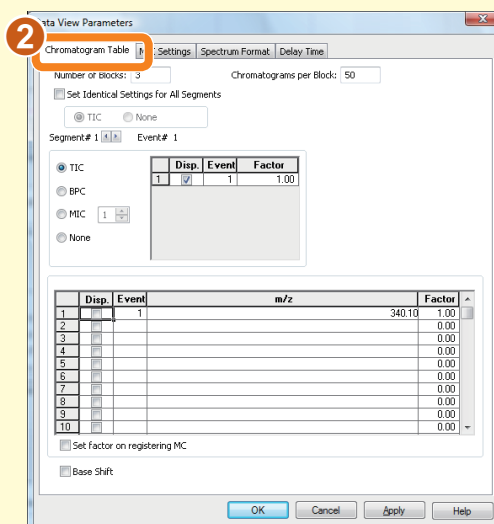 2
Data View Parameters
Chromatogram Table Settings Spectrum Format Delay Time
Number of Blocks: 3 Chromatograms per Block: 50
Set Identical Settings for All Segments
TIC None
Segment# 1 Event# 1
TIC
BPC
MIC 1
None
Disp. Event Factor
1 1 1.00
Disp. Event m/z Factor
1 1 340.10 1.00
2 0.00
3 0.00
4 0.00
5 0.00
6 0.00
7 0.00
8 0.00
9 0.00
10 0.00
Set factor on registering MC
Base Shift
OK Cancel Apply Help